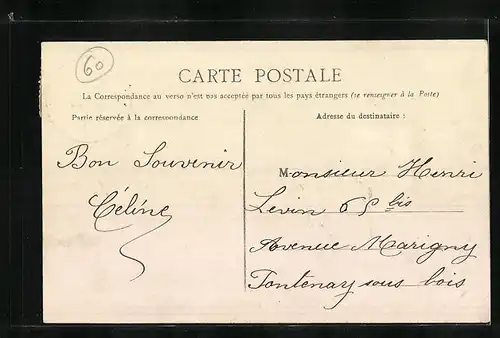 60
CARTE POSTALE
La Correspondance au verso n'est pas acceptée par tous les pays étrangers (se renseigner à la Poste)
Partie réservée à la correspondance
Adresse du destinataire :
Bon Souvenir
Céline
Monsieur Henri
Levin 65 bis
Avenue Marigny
Fontenay sous bois